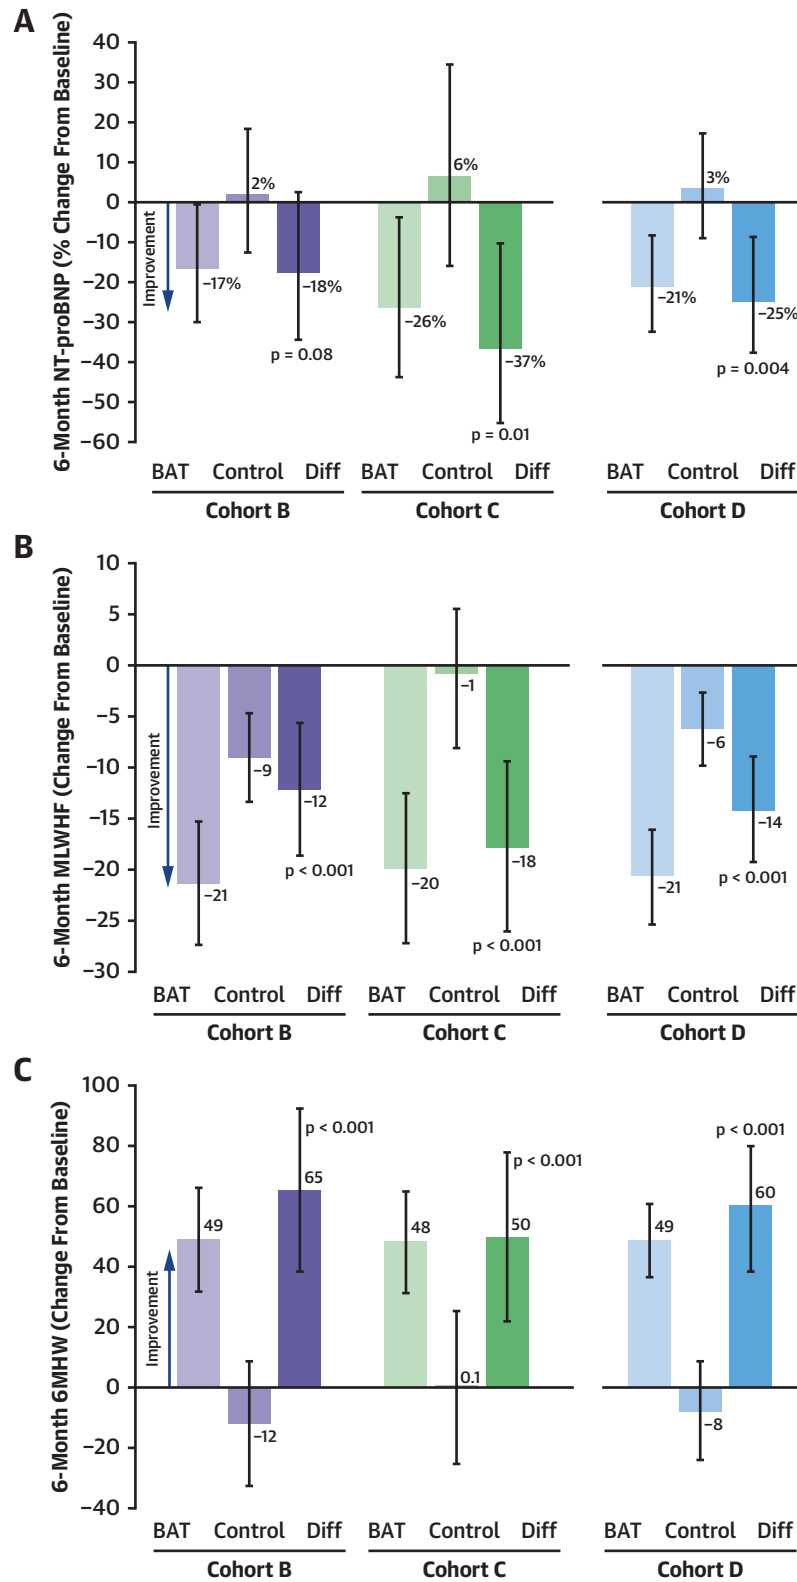 A
6-Month NT-proBNP (% Change From Baseline)
40
30
20
10
0
−10
−20
−30
−40
−50
−60
Improvement
−17%
2%
−18%
p = 0.08
−26%
6%
−37%
p = 0.01
−21%
3%
−25%
p = 0.004
BAT Control Diff
Cohort B
BAT Control Diff
Cohort C
BAT Control Diff
Cohort D
B
6-Month MLWHF (Change From Baseline)
10
5
0
−5
−10
−15
−20
−25
−30
Improvement
−21
−9
−12
p < 0.001
−20
−1
−18
p < 0.001
−21
−6
−14
p < 0.001
BAT Control Diff
Cohort B
BAT Control Diff
Cohort C
BAT Control Diff
Cohort D
C
6-Month 6MHW (Change From Baseline)
100
80
60
40
20
0
−20
−40
Improvement
49
−12
65
p < 0.001
48
0.1
50
p < 0.001
49
−8
60
p < 0.001
BAT Control Diff
Cohort B
BAT Control Diff
Cohort C
BAT Control Diff
Cohort D